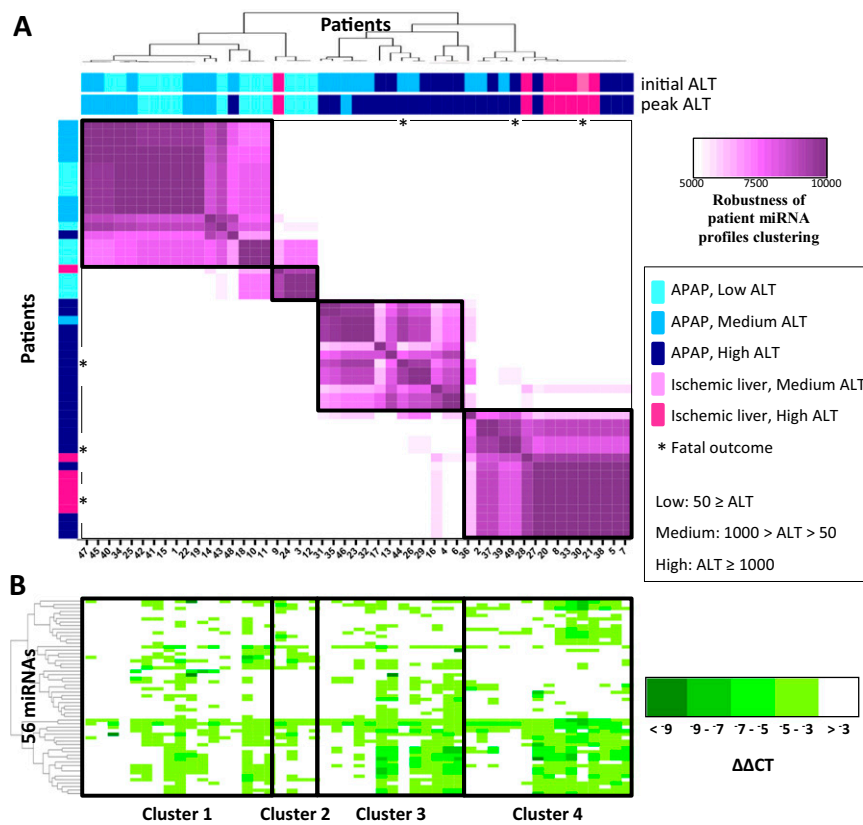 A
Patients
initial ALT
peak ALT
* * *
5000 7500 10000
Robustness of
patient miRNA
profiles clustering
APAP, Low ALT
APAP, Medium ALT
APAP, High ALT
Ischemic liver, Medium ALT
Ischemic liver, High ALT
* Fatal outcome
Low: 50 ≥ ALT
Medium: 1000 > ALT > 50
High: ALT ≥ 1000
Patients
*
*
*
47 45 40 34 25 42 41 15 1 22 19 14 43 48 18 10 11 9 24 3 12 31 35 46 23 32 17 13 44 26 29 16 4 6 36 2 37 39 49 28 27 20 8 33 30 21 38 5 7
B
56 miRNAs
< -9 -9 - -7 -7 - -5 -5 - -3 > -3
ΔΔCT
Cluster 1 Cluster 2 Cluster 3 Cluster 4